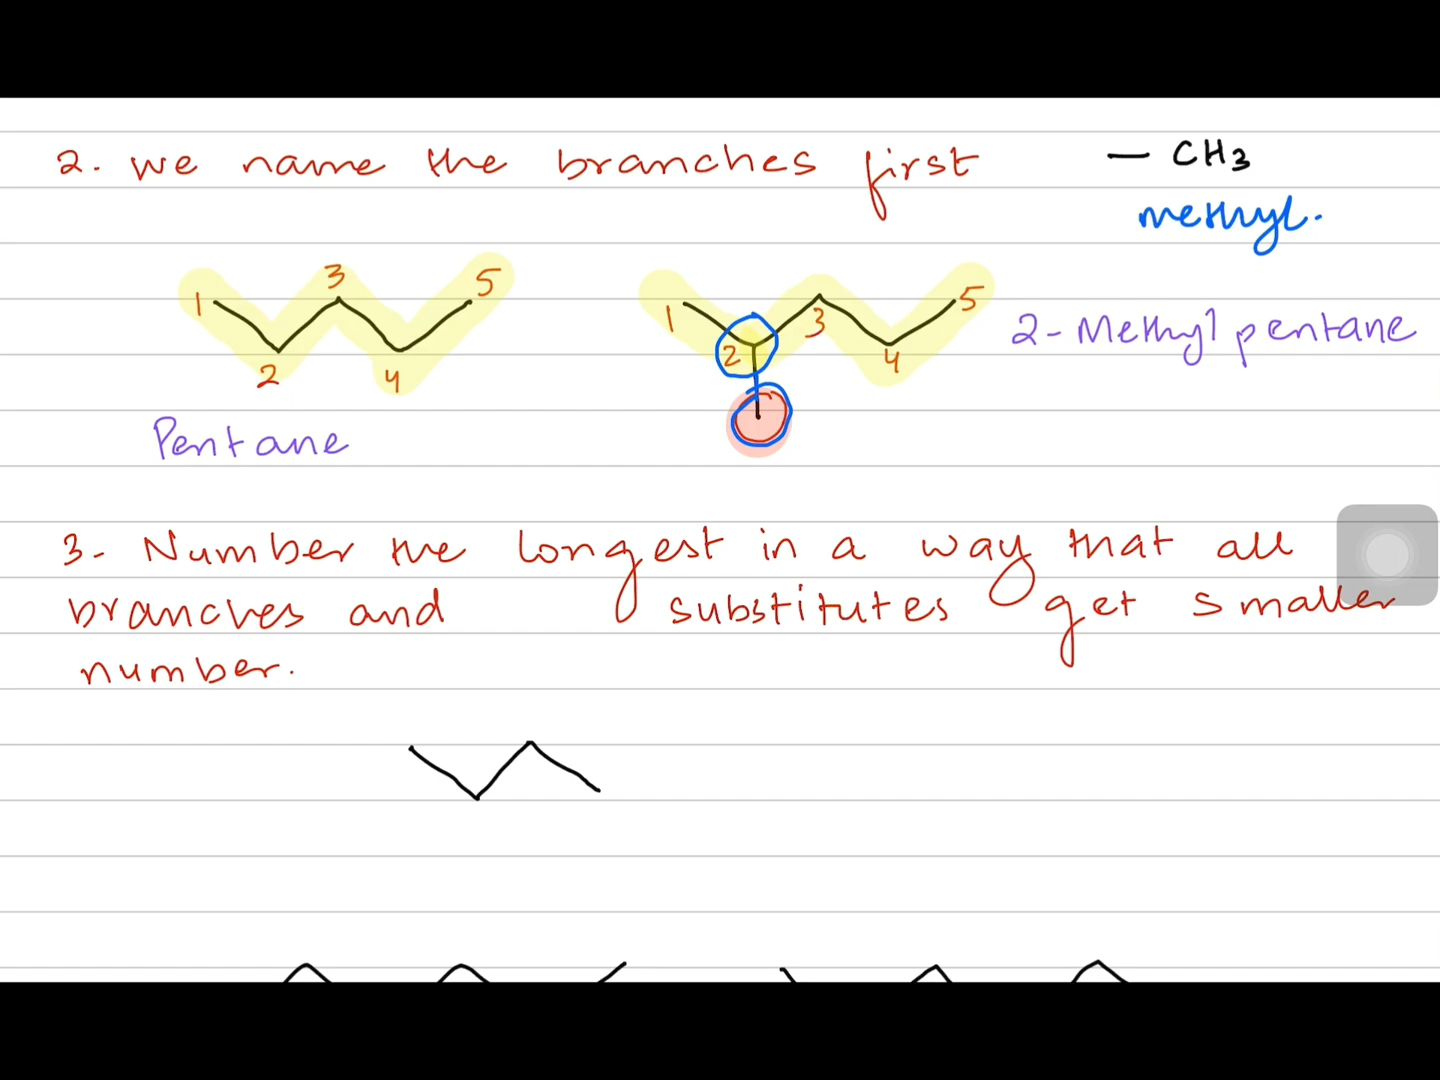 2. we name the branches first
— CH3
methyl.
1 2 3 4 5
1 2 3 4 5
2-Methyl pentane
Pentane
3- Number the longest in a way that all
branches and substitutes get smaller
number.